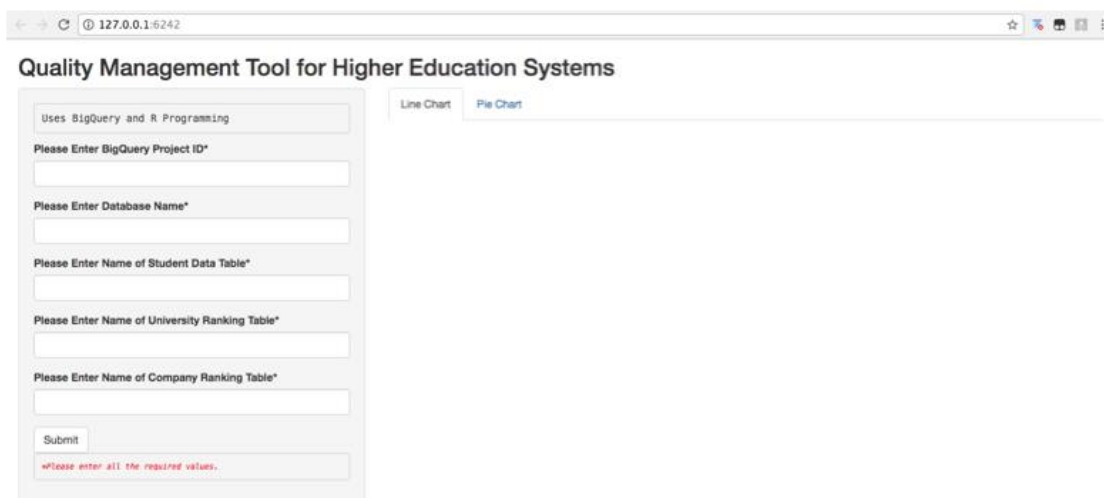 127.0.0.1:6242
Quality Management Tool for Higher Education Systems
Uses BigQuery and R Programming
Please Enter BigQuery Project ID*
Please Enter Database Name*
Please Enter Name of Student Data Table*
Please Enter Name of University Ranking Table*
Please Enter Name of Company Ranking Table*
Submit
*Please enter all the required values.
Line Chart Pie Chart